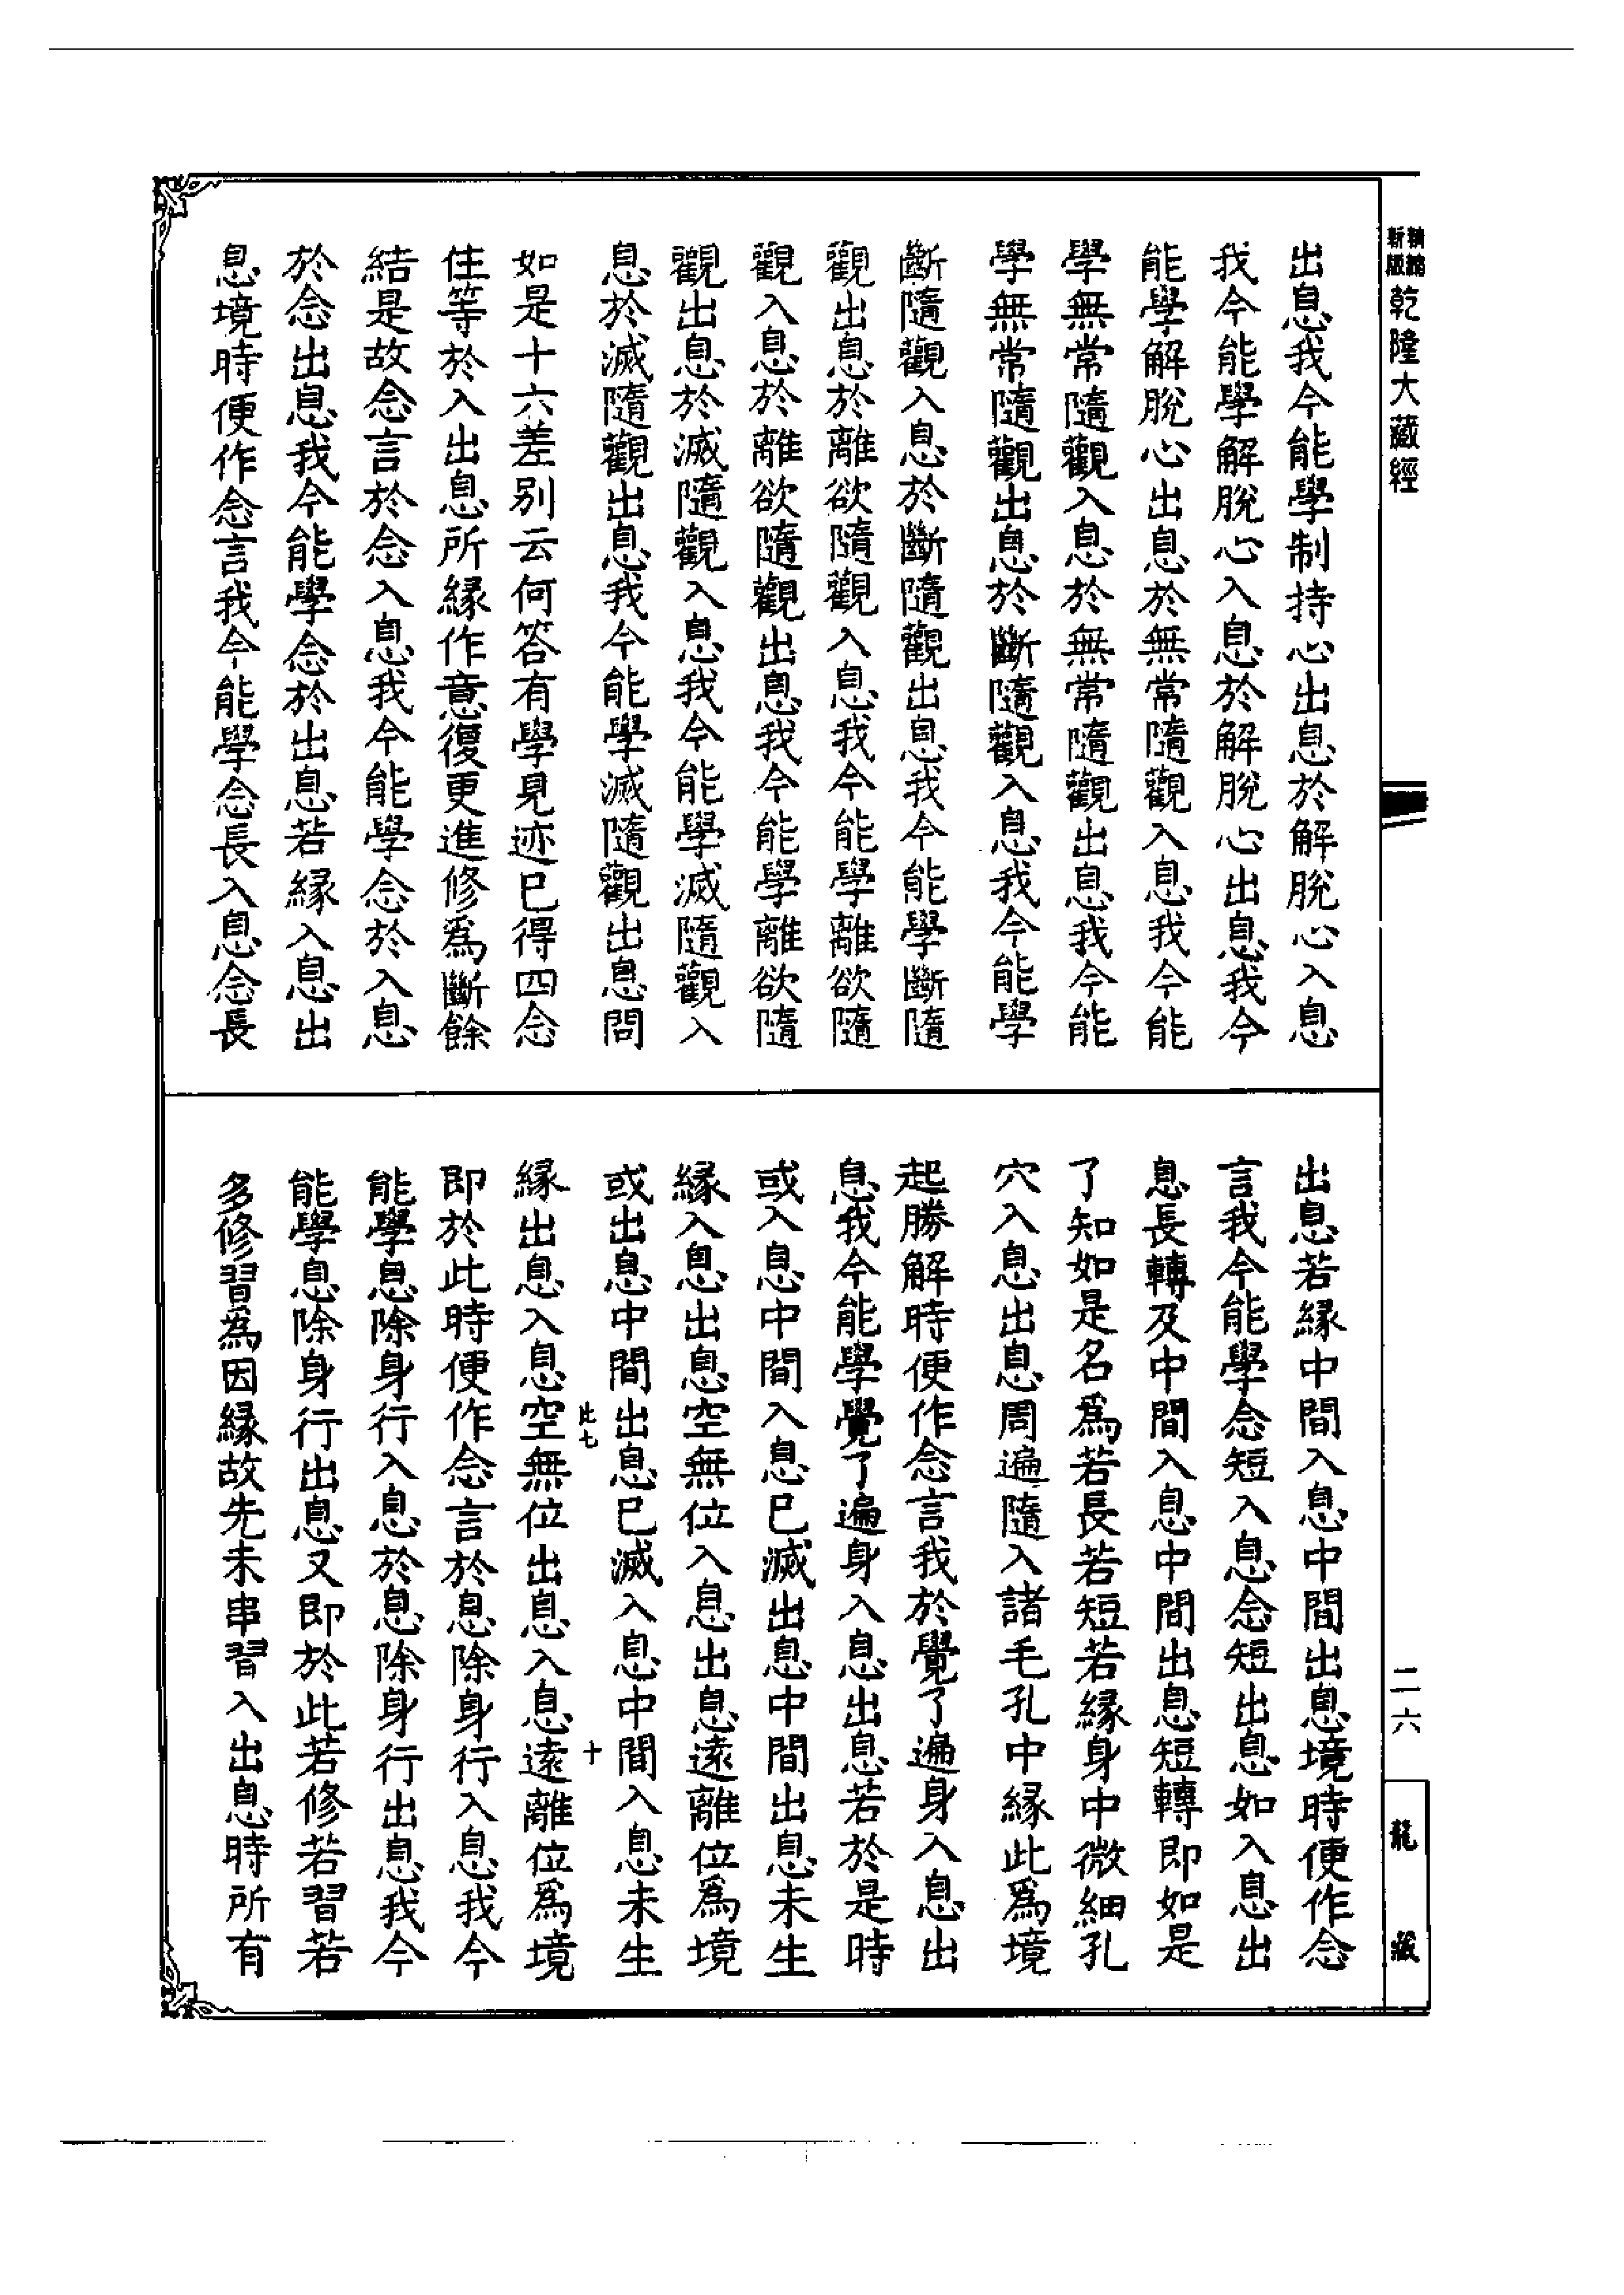 精鐫
新版
乾隆大藏經
出息我今能學制持心出息於解脫心入息
我今能學解脫心入息於解脫心出息我今
能學解脫心出息於無常隨觀入息我今能
學無常隨觀入息於無常隨觀出息我今能
學無常隨觀出息於斷隨觀入息我今能學
斷隨觀入息於斷隨觀出息我今能學斷隨
觀出息於離欲隨觀入息我今能學離欲隨
觀入息於離欲隨觀出息我今能學離欲隨
觀出息於滅隨觀入息我今能學滅隨觀入
息於滅隨觀出息我今能學滅隨觀出息問
如是十六差別云何答有學見迹已得四念
住等於入出息所緣作意復更進修爲斷餘
結是故念言於念入息我今能學念於入息
於念出息我今能學念於出息若緣入息出
息境時便作念言我今能學念長入息念長
出息若緣中間入息中間出息境時便作念
言我今能學念短入息念短出息如入息出
息長轉及中間入息中間出息短轉即如是
了知如是名爲若長若短若緣身中微細孔
穴入息出息周遍隨入諸毛孔中緣此爲境
起勝解時便作念言我於覺了遍身入息出
息我今能學覺了遍身入息出息若於是時
或入息中間入息已滅出息中間出息未生
緣入息出息空無位入息出息遠離位爲境
或出息中間出息已滅入息中間入息未生
緣出息入息空無位出息入息遠離位爲境
此七
十
即於此時便作念言於息除身行入息我今
能學息除身行入息於息除身行出息我今
能學息除身行出息又即於此若修若習若
多修習爲因緣故先未串習入出息時所有
二六
龍藏